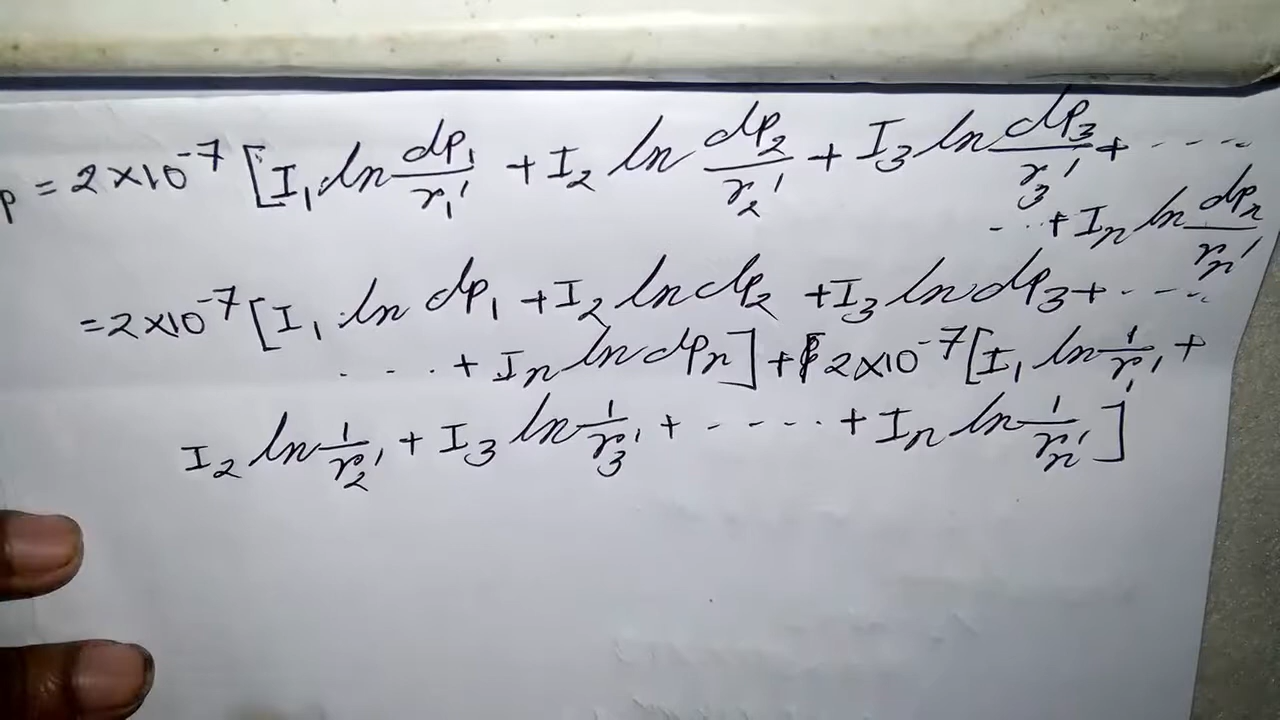 p = 2×10⁻⁷ [I₁ ln dp₁/r₁' + I₂ ln dp₂/r₂' + I₃ ln dp₃/r₃' + ....
... + Iₙ ln dpₙ/rₙ'
= 2×10⁻⁷ [I₁ ln dp₁ + I₂ ln dp₂ + I₃ ln dp₃ + ....
.... + Iₙ ln dpₙ] + 2×10⁻⁷ [I₁ ln 1/r₁' +
I₂ ln 1/r₂' + I₃ ln 1/r₃' + ..... + Iₙ ln 1/rₙ']